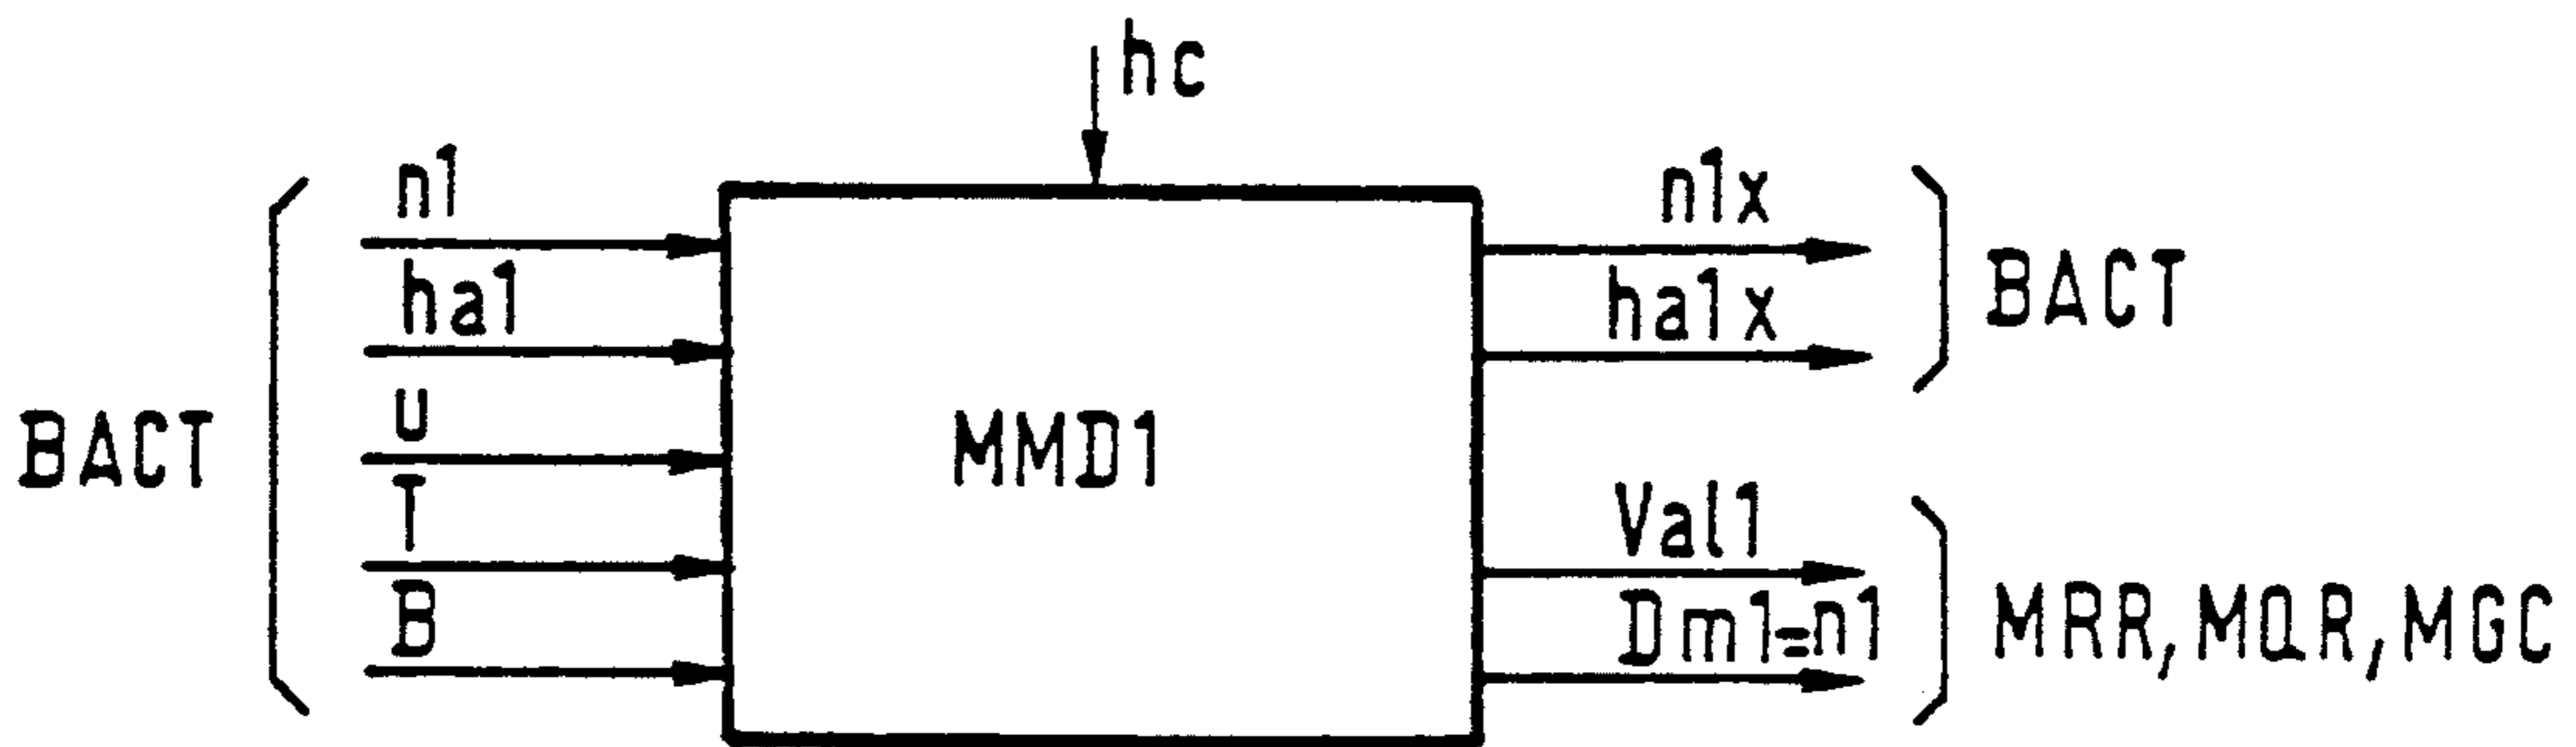 hc
n1
n1x
ha1
BACT
ha1x
u
BACT
MMD1
T
Val1
B
Dm1=n1
MRR,MQR,MGC